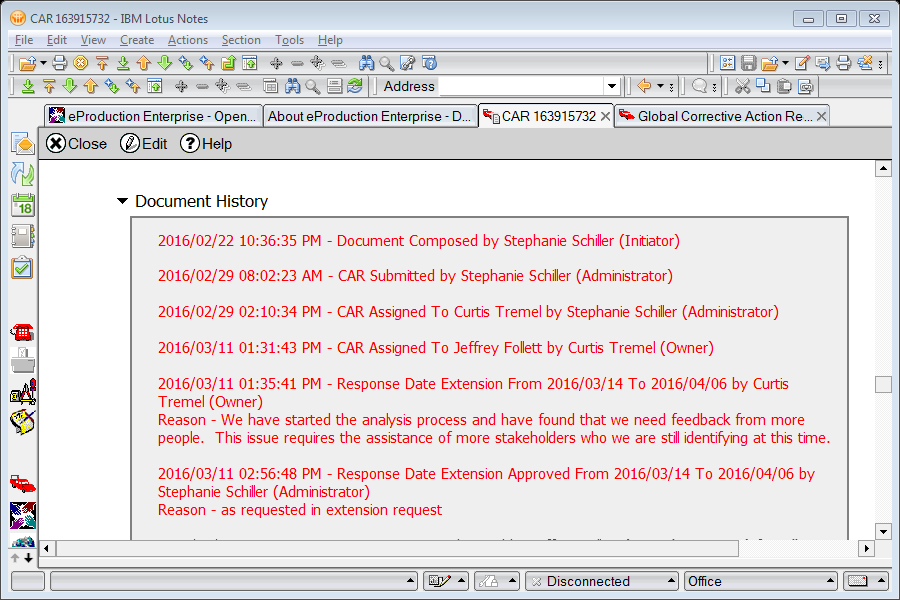 CAR 163915732 - IBM Lotus Notes
File Edit View Create Actions Section Tools Help
Address
eProduction Enterprise - Open... About eProduction Enterprise - D... CAR 163915732 Global Corrective Action Re...
Close Edit Help
18
Document History
2016/02/22 10:36:35 PM - Document Composed by Stephanie Schiller (Initiator)
2016/02/29 08:02:23 AM - CAR Submitted by Stephanie Schiller (Administrator)
2016/02/29 02:10:34 PM - CAR Assigned To Curtis Tremel by Stephanie Schiller (Administrator)
2016/03/11 01:31:43 PM - CAR Assigned To Jeffrey Follett by Curtis Tremel (Owner)
2016/03/11 01:35:41 PM - Response Date Extension From 2016/03/14 To 2016/04/06 by Curtis
Tremel (Owner)
Reason - We have started the analysis process and have found that we need feedback from more
people. This issue requires the assistance of more stakeholders who we are still identifying at this time.
2016/03/11 02:56:48 PM - Response Date Extension Approved From 2016/03/14 To 2016/04/06 by
Stephanie Schiller (Administrator)
Reason - as requested in extension request
Disconnected Office